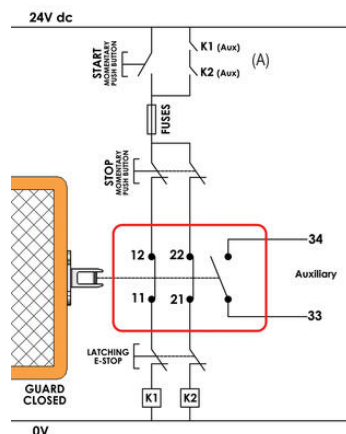 24V dc
START
MOMENTARY
PUSH BUTTON
K1 (Aux)
(A)
K2 (Aux)
FUSES
STOP
MOMENTARY
PUSH BUTTON
12
22
34
Auxiliary
11
21
33
LATCHING
E-STOP
GUARD
CLOSED
K1
K2
0V